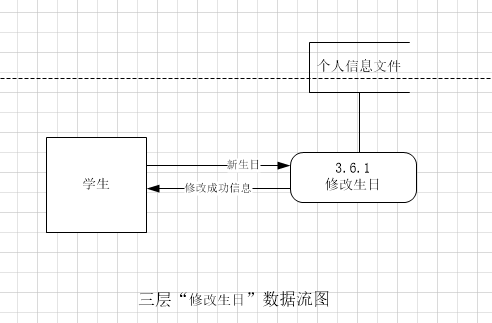 个人信息文件
新生日
3.6.1
修改生日
学生
修改成功信息
三层“修改生日”数据流图